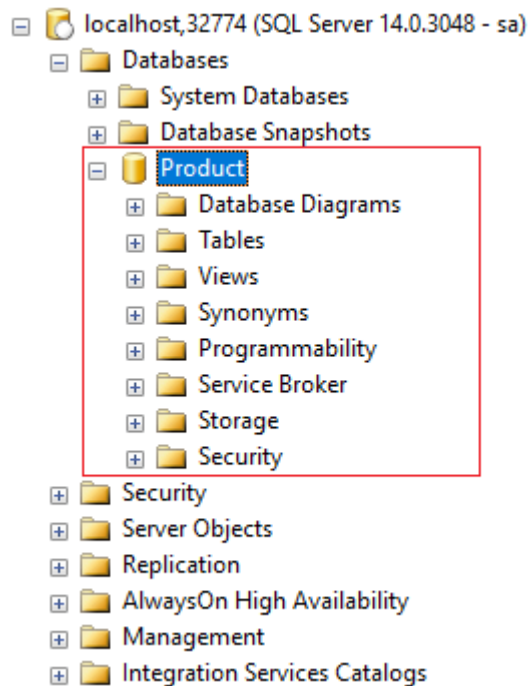 localhost,32774 (SQL Server 14.0.3048 - sa)
Databases
System Databases
Database Snapshots
Product
Database Diagrams
Tables
Views
Synonyms
Programmability
Service Broker
Storage
Security
Security
Server Objects
Replication
AlwaysOn High Availability
Management
Integration Services Catalogs